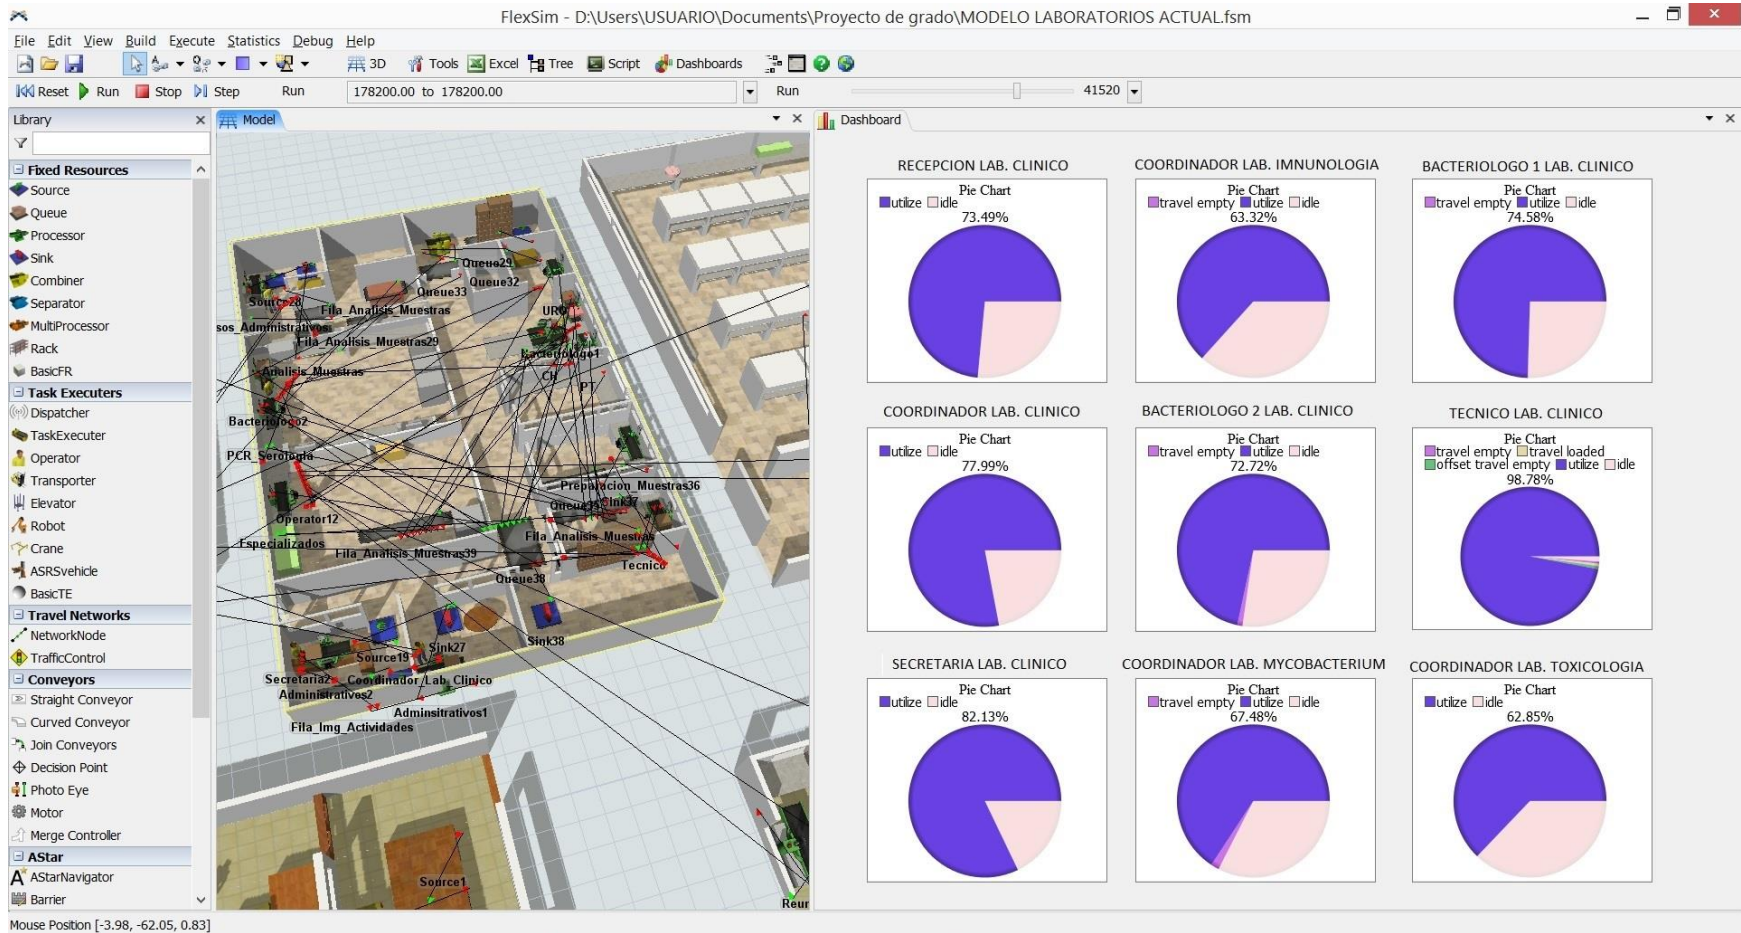 FlexSim - D:\Users\USUARIO\Documents\Proyecto de grado\MODELO LABORATORIOS ACTUAL.fsm
File Edit View Build Execute Statistics Debug Help
3D Tools Excel Tree Script Dashboards
Reset Run Stop Step Run 178200.00 to 178200.00 Run 41520
Library
Fixed Resources
Source
Queue
Processor
Sink
Combiner
Separator
MultiProcessor
Rack
BasicFR
Task Executers
Dispatcher
TaskExecuter
Operator
Transporter
Elevator
Robot
Crane
ASRSvehicle
BasicTE
Travel Networks
NetworkNode
TrafficControl
Conveyors
Straight Conveyor
Curved Conveyor
Join Conveyors
Decision Point
Photo Eye
Motor
Merge Controller
AStar
AStarNavigator
Barrier
Mouse Position [-3.98, -62.05, 0.83]
Model
Queue29
Queue32
Queue33
Source28
Fila_Analisis_Muestras
URO
sos_Administrativos
Fila_Analisis_Muestras29
Bacteriologo1
Analisis_Muestras
CH
PT
Bacteriologo2
PCR_Serologia
Preparacion_Muestras36
Queue35
Sink37
Operator12
Fila_Analisis_Muestras
Especializados
Fila_Analisis_Muestras39
Tecnico
Queue38
Sink38
Sink27
Source19
Secretaria2
Coordinador_Lab_Clinico
Administrativos2
Adminsitrativos1
Fila_Img_Actividades
Source1
Reur
Dashboard
RECEPCION LAB. CLINICO
Pie Chart
utilize idle
73.49%
COORDINADOR LAB. IMNUNOLOGIA
Pie Chart
travel empty utilize idle
63.32%
BACTERIOLOGO 1 LAB. CLINICO
Pie Chart
travel empty utilize idle
74.58%
COORDINADOR LAB. CLINICO
Pie Chart
utilize idle
77.99%
BACTERIOLOGO 2 LAB. CLINICO
Pie Chart
travel empty utilize idle
72.72%
TECNICO LAB. CLINICO
Pie Chart
travel empty travel loaded
offset travel empty utilize idle
98.78%
SECRETARIA LAB. CLINICO
Pie Chart
utilize idle
82.13%
COORDINADOR LAB. MYCOBACTERIUM
Pie Chart
travel empty utilize idle
67.48%
COORDINADOR LAB. TOXICOLOGIA
Pie Chart
utilize idle
62.85%